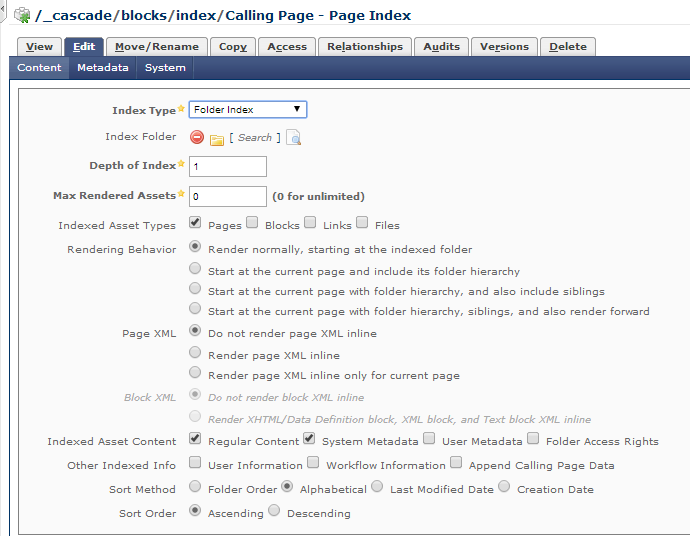 /_cascade/blocks/index/Calling Page - Page Index
View Edit Move/Rename Copy Access Relationships Audits Versions Delete
Content Metadata System
Index Type Folder Index
Index Folder [ Search ]
Depth of Index 1
Max Rendered Assets 0 (0 for unlimited)
Indexed Asset Types Pages Blocks Links Files
Rendering Behavior Render normally, starting at the indexed folder
Start at the current page and include its folder hierarchy
Start at the current page with folder hierarchy, and also include siblings
Start at the current page with folder hierarchy, siblings, and also render forward
Page XML Do not render page XML inline
Render page XML inline
Render page XML inline only for current page
Block XML Do not render block XML inline
Render XHTML/Data Definition block, XML block, and Text block XML inline
Indexed Asset Content Regular Content System Metadata User Metadata Folder Access Rights
Other Indexed Info User Information Workflow Information Append Calling Page Data
Sort Method Folder Order Alphabetical Last Modified Date Creation Date
Sort Order Ascending Descending